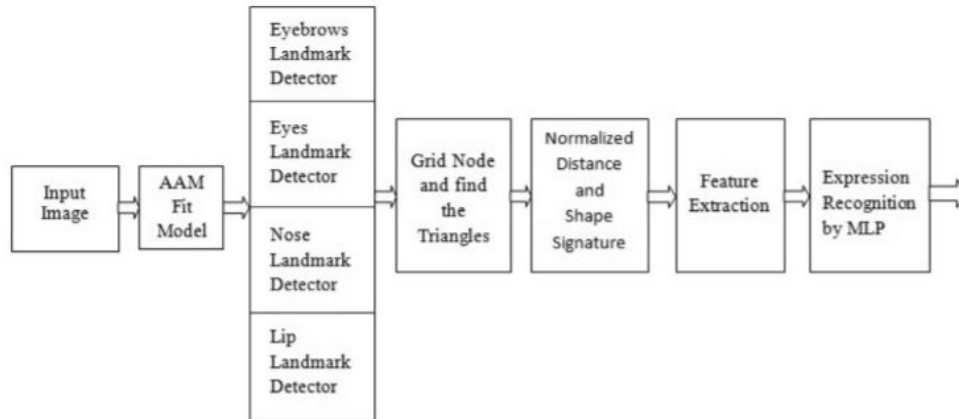 Input
Image
AAM
Fit
Model
Eyebrows
Landmark
Detector
Eyes
Landmark
Detector
Nose
Landmark
Detector
Lip
Landmark
Detector
Grid Node
and find
the
Triangles
Normalized
Distance
and
Shape
Signature
Feature
Extraction
Expression
Recognition
by MLP